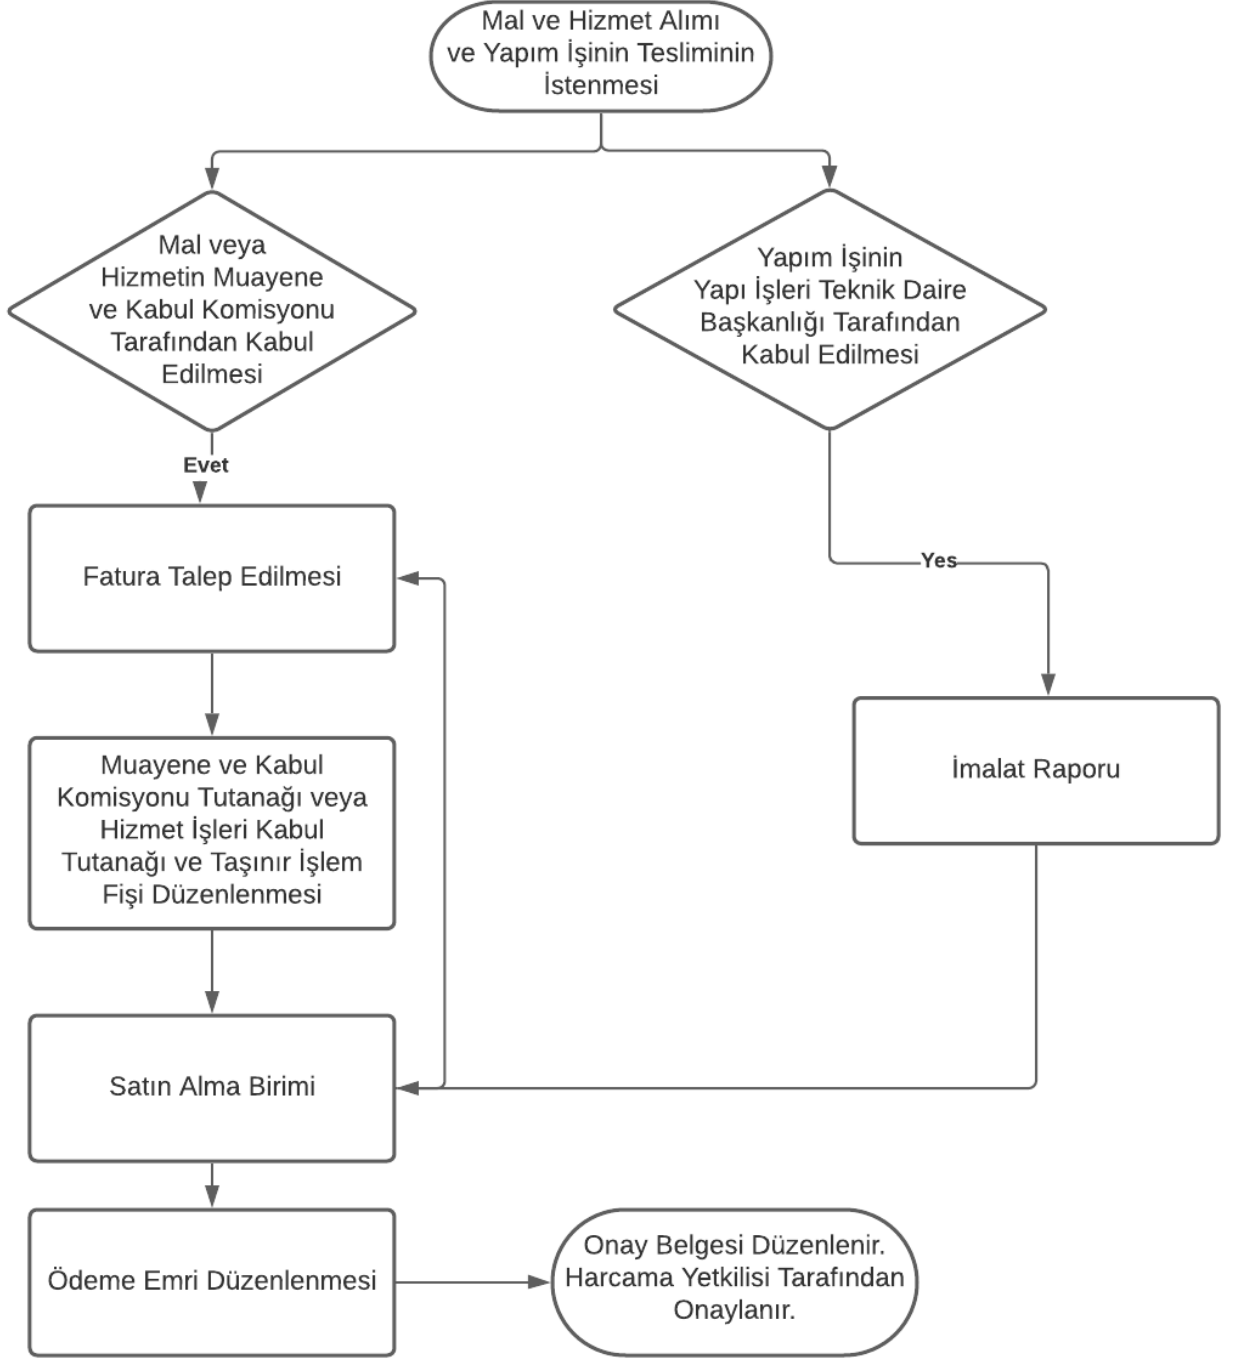 Mal ve Hizmet Alımı
ve Yapım İşinin Tesliminin
İstenmesi
Mal veya
Hizmetin Muayene
ve Kabul Komisyonu
Tarafından Kabul
Edilmesi
Yapım İşinin
Yapı İşleri Teknik Daire
Başkanlığı Tarafından
Kabul Edilmesi
Evet
Yes
Fatura Talep Edilmesi
İmalat Raporu
Muayene ve Kabul
Komisyonu Tutanağı veya
Hizmet İşleri Kabul
Tutanağı ve Taşınır İşlem
Fişi Düzenlenmesi
Satın Alma Birimi
Ödeme Emri Düzenlenmesi
Onay Belgesi Düzenlenir.
Harcama Yetkilisi Tarafından
Onaylanır.